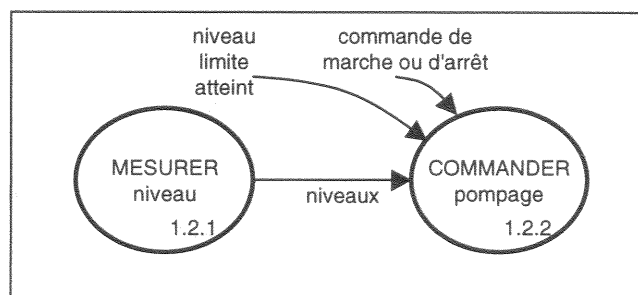 niveau
limite
atteint
commande de
marche ou d'arrêt
MESURER
niveau
1.2.1
niveaux
COMMANDER
pompage
1.2.2